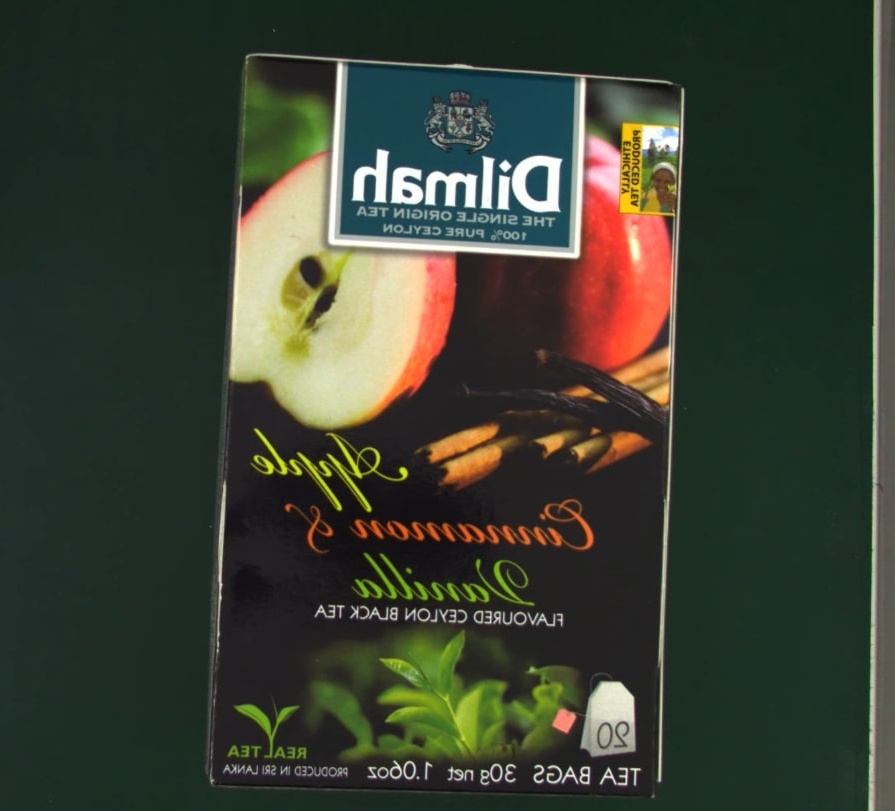 Dilmah
THE SINGLE ORIGIN TEA
100% PURE CEYLON
ETHICALLY
TEA PRODUCED
Apple
Cinnamon &
Vanilla
FLAVOURED CEYLON BLACK TEA
20
TEA BAGS 30g net 1.06oz
REAL TEA
PRODUCED IN SRI LANKA